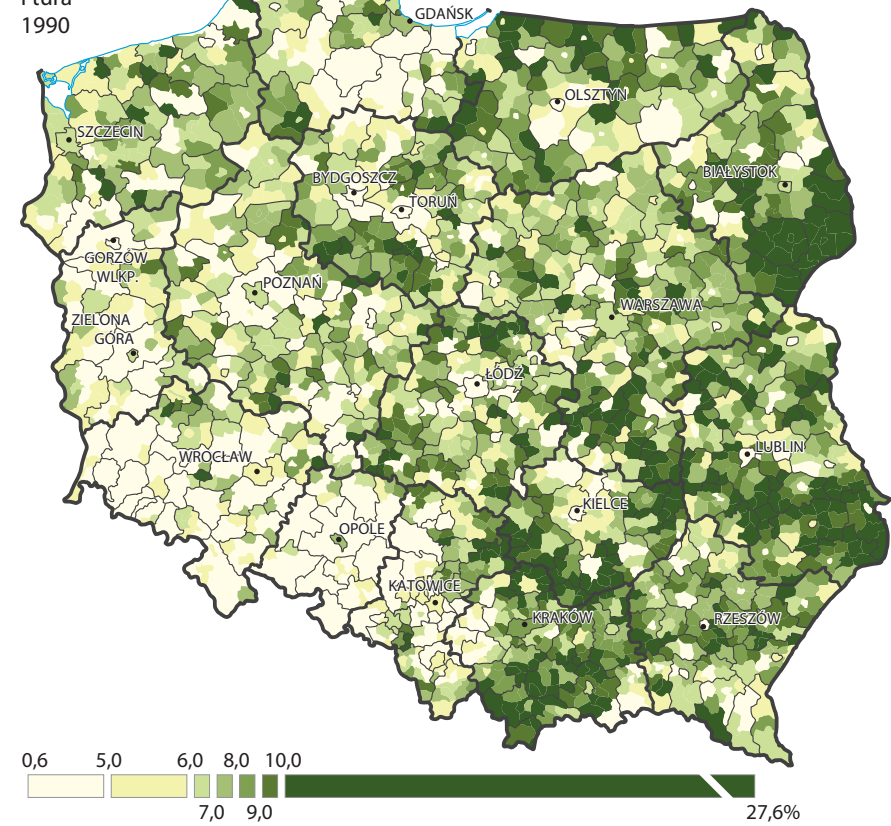 1990
GDAŃSK
OLSZTYN
SZCZECIN
BIAŁYSTOK
BYDGOSZCZ
TORUŃ
GORZÓW
WLKP.
POZNAŃ
WARSZAWA
ZIELONA
GÓRA
ŁÓDŹ
WROCŁAW
LUBLIN
KIELCE
OPOLE
KATOWICE
KRAKÓW
RZESZÓW
0,6 5,0 6,0 8,0 10,0
7,0 9,0 27,6%